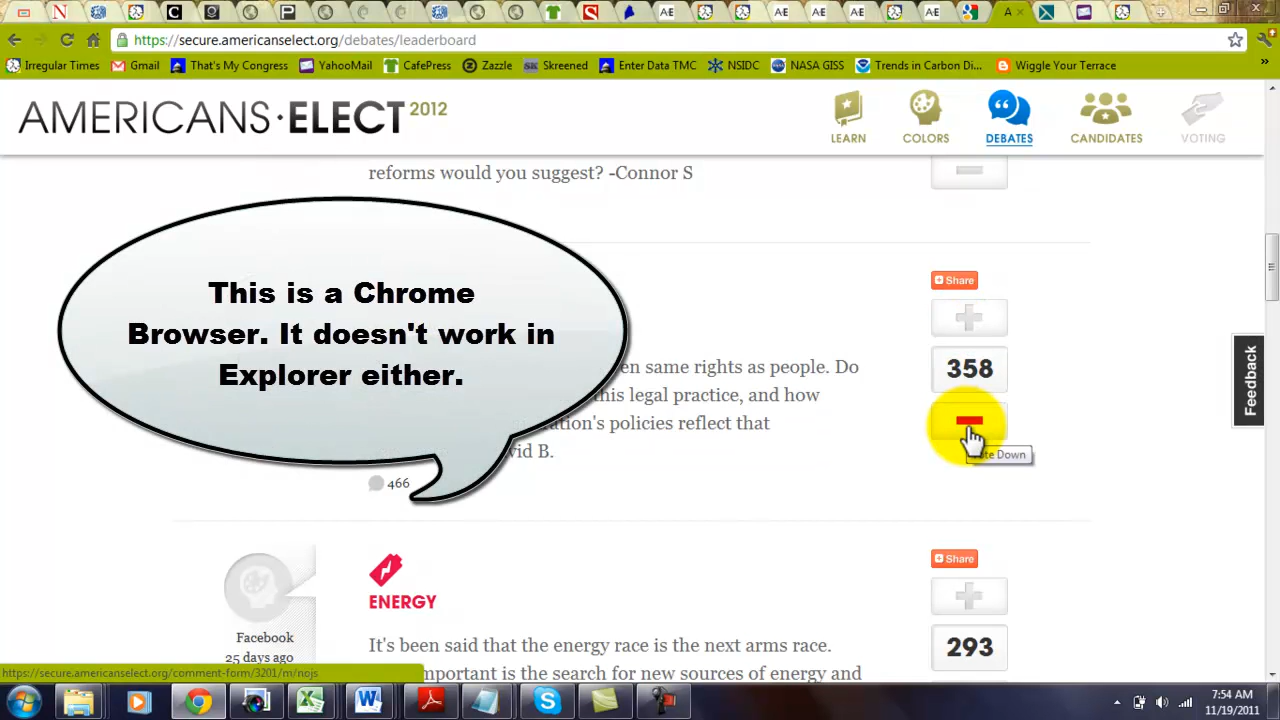 https://secure.americanselect.org/debates/leaderboard
Irregular Times Gmail That's My Congress YahooMail CafePress Zazzle Skreened Enter Data TMC NSIDC NASA GISS Trends in Carbon Di... Wiggle Your Terrace
AMERICANS·ELECT 2012
LEARN COLORS DEBATES CANDIDATES VOTING
reforms would you suggest? -Connor S
This is a Chrome
Browser. It doesn't work in
Explorer either.
Share
en same rights as people. Do
358
this legal practice, and how
ation's policies reflect that
vid B.
Vote Down
466
Feedback
Share
ENERGY
It's been said that the energy race is the next arms race.
293
Facebook
25 days ago
important is the search for new sources of energy and
https://secure.americanselect.org/comment-form/3201/m/nojs
7:54 AM
11/19/2011